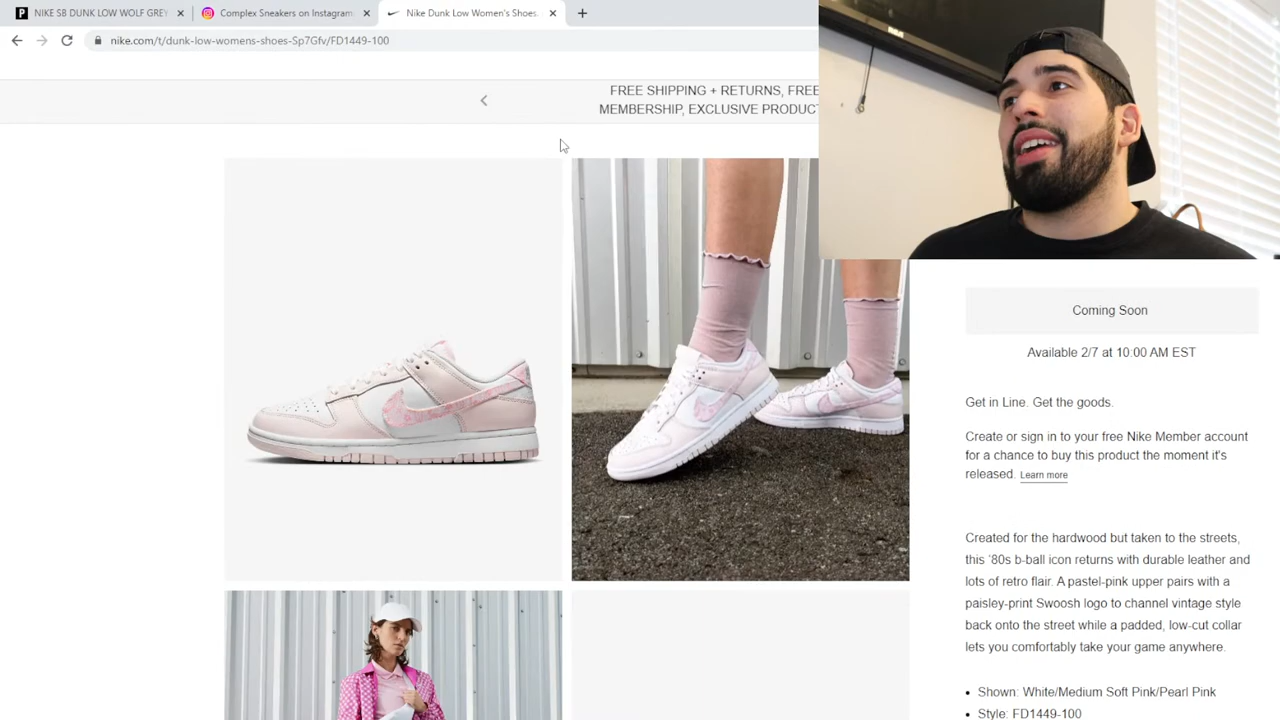 NIKE SB DUNK LOW WOLF GREY
Complex Sneakers on Instagram
Nike Dunk Low Women's Shoes.
nike.com/t/dunk-low-womens-shoes-Sp7Gfv/FD1449-100
FREE SHIPPING + RETURNS, FREE
MEMBERSHIP, EXCLUSIVE PRODUCT
Coming Soon
Available 2/7 at 10:00 AM EST
Get in Line. Get the goods.
Create or sign in to your free Nike Member account
for a chance to buy this product the moment it's
released. Learn more
Created for the hardwood but taken to the streets,
this '80s b-ball icon returns with durable leather and
lots of retro flair. A pastel-pink upper pairs with a
paisley-print Swoosh logo to channel vintage style
back onto the street while a padded, low-cut collar
lets you comfortably take your game anywhere.
• Shown: White/Medium Soft Pink/Pearl Pink
• Style: FD1449-100